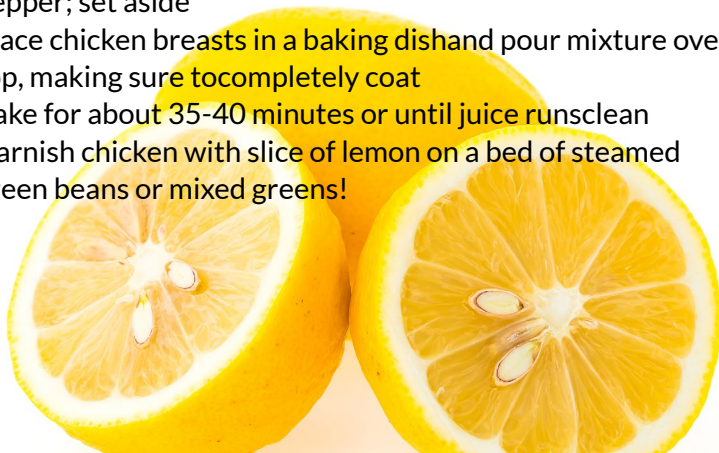 epper; set aside
ace chicken breasts in a baking dishand pour mixture ove
p, making sure tocompletely coat
ake for about 35-40 minutes or until juice runsclean
arnish chicken with slice of lemon on a bed of steamed
een beans or mixed greens!